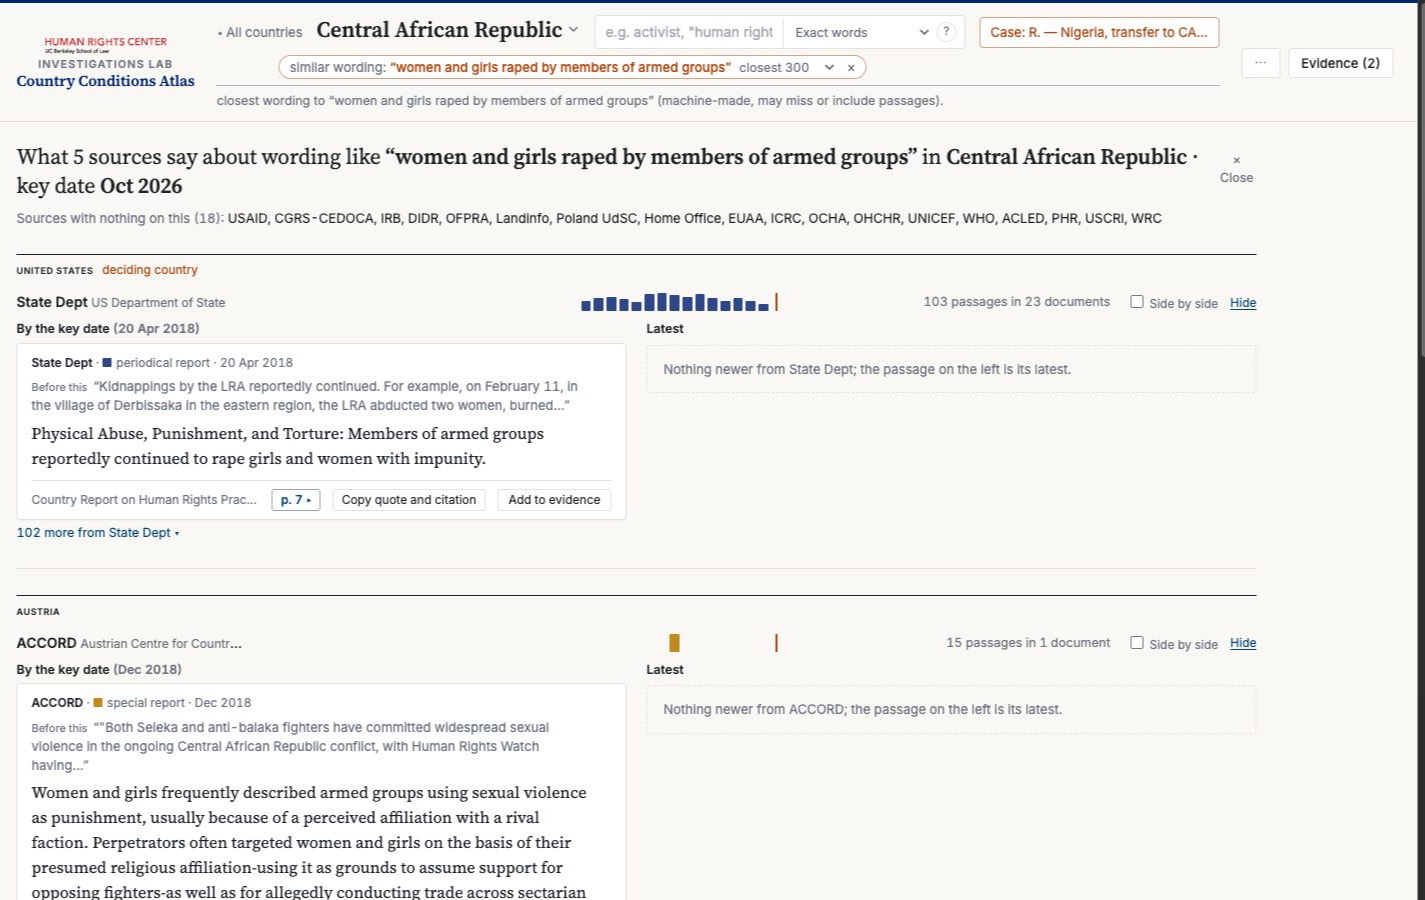 HUMAN RIGHTS CENTER
UC Berkeley School of Law
INVESTIGATIONS LAB
Country Conditions Atlas
All countries
Central African Republic
e.g. activist, "human right
Exact words
?
Case: R. — Nigeria, transfer to CA...
similar wording: “women and girls raped by members of armed groups” closest 300 ×
...
Evidence (2)
closest wording to “women and girls raped by members of armed groups” (machine-made, may miss or include passages).
What 5 sources say about wording like “women and girls raped by members of armed groups” in Central African Republic ·
key date Oct 2026
×
Close
Sources with nothing on this (18): USAID, CGRS-CEDOCA, IRB, DIDR, OFPRA, Landinfo, Poland UdSC, Home Office, EUAA, ICRC, OCHA, OHCHR, UNICEF, WHO, ACLED, PHR, USCRI, WRC
UNITED STATES deciding country
State Dept US Department of State
103 passages in 23 documents
Side by side
Hide
By the key date (20 Apr 2018)
Latest
State Dept · periodical report · 20 Apr 2018
Before this “Kidnappings by the LRA reportedly continued. For example, on February 11, in
the village of Derbissaka in the eastern region, the LRA abducted two women, burned...”
Physical Abuse, Punishment, and Torture: Members of armed groups
reportedly continued to rape girls and women with impunity.
Country Report on Human Rights Prac...
p. 7
Copy quote and citation
Add to evidence
Nothing newer from State Dept; the passage on the left is its latest.
102 more from State Dept
AUSTRIA
ACCORD Austrian Centre for Countr...
15 passages in 1 document
Side by side
Hide
By the key date (Dec 2018)
Latest
ACCORD · special report · Dec 2018
Before this “"Both Seleka and anti-balaka fighters have committed widespread sexual
violence in the ongoing Central African Republic conflict, with Human Rights Watch
having...”
Women and girls frequently described armed groups using sexual violence
as punishment, usually because of a perceived affiliation with a rival
faction. Perpetrators often targeted women and girls on the basis of their
presumed religious affiliation-using it as grounds to assume support for
opposing fighters-as well as for allegedly conducting trade across sectarian
Nothing newer from ACCORD; the passage on the left is its latest.